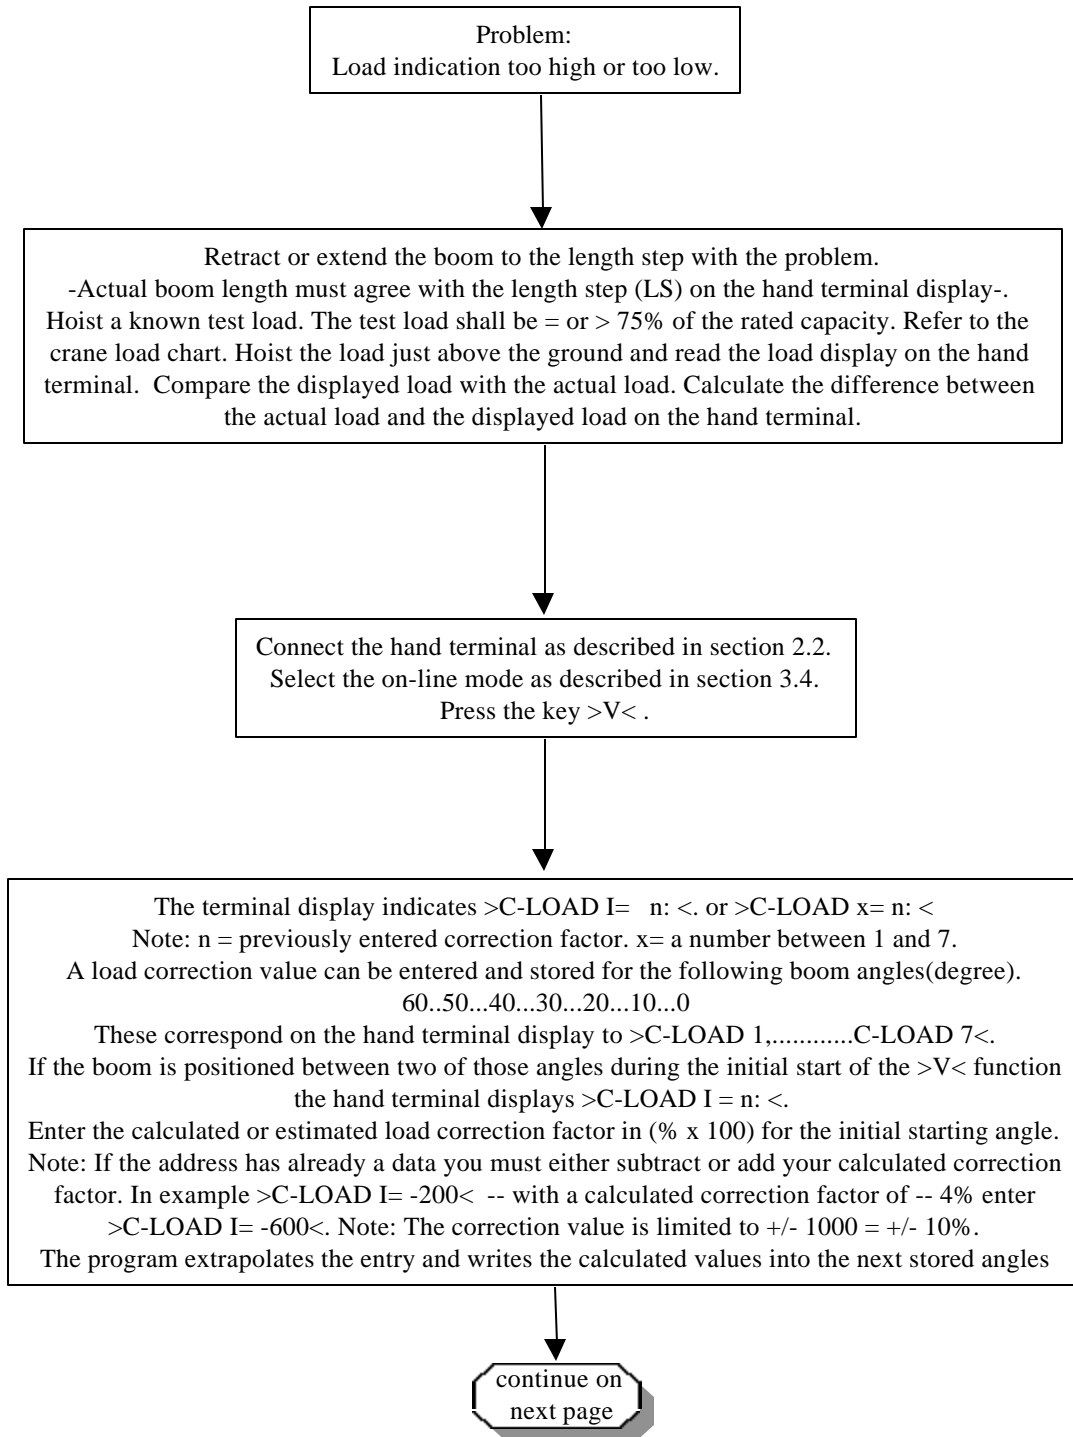 Problem:
Load indication too high or too low.
Retract or extend the boom to the length step with the problem.
-Actual boom length must agree with the length step (LS) on the hand terminal display-.
Hoist a known test load. The test load shall be = or > 75% of the rated capacity. Refer to the
crane load chart. Hoist the load just above the ground and read the load display on the hand
terminal.  Compare the displayed load with the actual load. Calculate the difference between
the actual load and the displayed load on the hand terminal.
Connect the hand terminal as described in section 2.2.
Select the on-line mode as described in section 3.4.
Press the key >V< .
The terminal display indicates >C-LOAD I=   n: <. or >C-LOAD x= n: <
Note: n = previously entered correction factor. x= a number between 1 and 7.
A load correction value can be entered and stored for the following boom angles(degree).
60..50...40...30...20...10...0
These correspond on the hand terminal display to >C-LOAD 1,............C-LOAD 7<.
If the boom is positioned between two of those angles during the initial start of the >V< function
the hand terminal displays >C-LOAD I = n: <.
Enter the calculated or estimated load correction factor in (% x 100) for the initial starting angle.
Note: If the address has already a data you must either subtract or add your calculated correction
factor. In example >C-LOAD I= -200<  -- with a calculated correction factor of -- 4% enter
>C-LOAD I= -600<. Note: The correction value is limited to +/- 1000 = +/- 10%.
The program extrapolates the entry and writes the calculated values into the next stored angles
continue on
next page